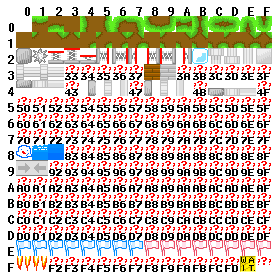 0 1 2 3 4 5 6 7 8 9 A B C D E F
0
1
2
?? ?? ?? ?? ?? ?? ?? ?? ?? ?? ??
3 33 34 35 36 37 3A 3B 3C 3D 3E 3F
?? ?? ??
4 43 47 4B
?? ?? ?? ?? ?? ?? ?? ?? ?? ?? ?? ?? ?? ?? ?? ??
5 50 51 52 53 54 55 56 57 58 59 5A 5B 5C 5D 5E 5F
?? ?? ?? ?? ?? ?? ?? ?? ?? ?? ?? ?? ?? ?? ?? ??
6 60 61 62 63 64 65 66 67 68 69 6A 6B 6C 6D 6E 6F
?? ?? ?? ?? ?? ?? ?? ?? ?? ?? ?? ?? ?? ?? ?? ??
7 70 71 72 73 74 75 76 77 78 79 7A 7B 7C 7D 7E 7F
?? ?? ?? ?? ?? ?? ?? ?? ?? ?? ?? ?? ??
8 83 84 85 86 87 88 89 8A 8B 8C 8D 8E 8F
?? ?? ?? ?? ?? ?? ?? ?? ?? ?? ?? ?? ?? ??
9 92 93 94 95 96 97 98 99 9A 9B 9C 9D 9E 9F
?? ?? ?? ?? ?? ?? ?? ?? ?? ?? ?? ?? ?? ?? ?? ??
A A0 A1 A2 A3 A4 A5 A6 A7 A8 A9 AA AB AC AD AE AF
?? ?? ?? ?? ?? ?? ?? ?? ?? ?? ?? ?? ?? ?? ?? ??
B B0 B1 B2 B3 B4 B5 B6 B7 B8 B9 BA BB BC BD BE BF
?? ?? ?? ?? ?? ?? ?? ?? ?? ?? ?? ?? ?? ?? ?? ??
C C0 C1 C2 C3 C4 C5 C6 C7 C8 C9 CA CB CC CD CE CF
?? ?? ?? ?? ?? ?? ?? ?? ?? ?? ?? ?? ?? ?? ?? ??
D D0 D1 D2 D3 D4 D5 D6 D7 D8 D9 DA DB DC DD DE DF
E
?? ?? ?? ?? ?? ?? ?? ?? ?? ?? ?? ?? WA ??
F F2 F3 F4 F5 F6 F7 F8 F9 FA FB FC FD IT FF